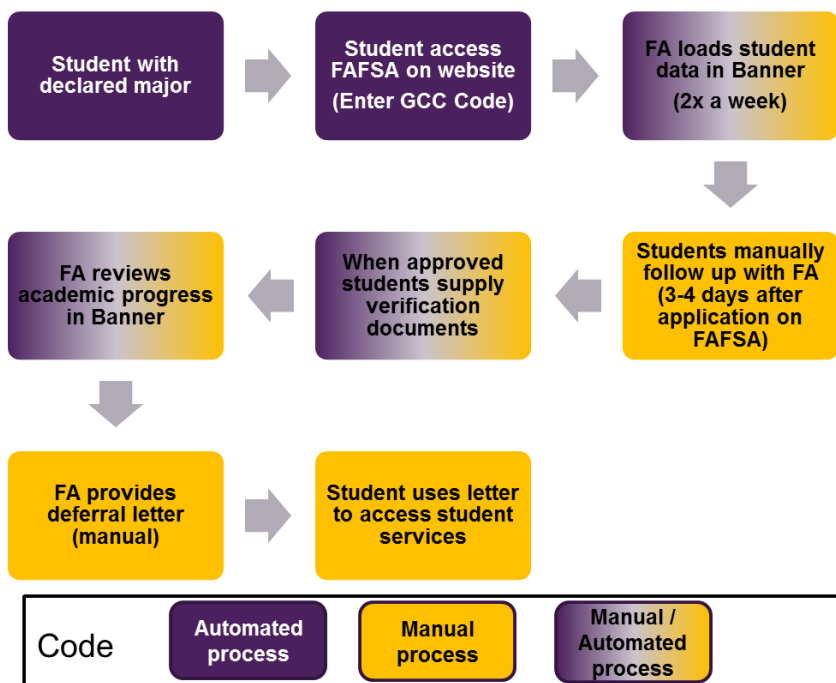 Student with
declared major
Student access
FAFSA on website
(Enter GCC Code)
FA loads student
data in Banner
(2x a week)
Students manually
follow up with FA
(3-4 days after
application on
FAFSA)
When approved
students supply
verification
documents
FA reviews
academic progress
in Banner
FA provides
deferral letter
(manual)
Student uses letter
to access student
services
Code
Automated
process
Manual
process
Manual /
Automated
process